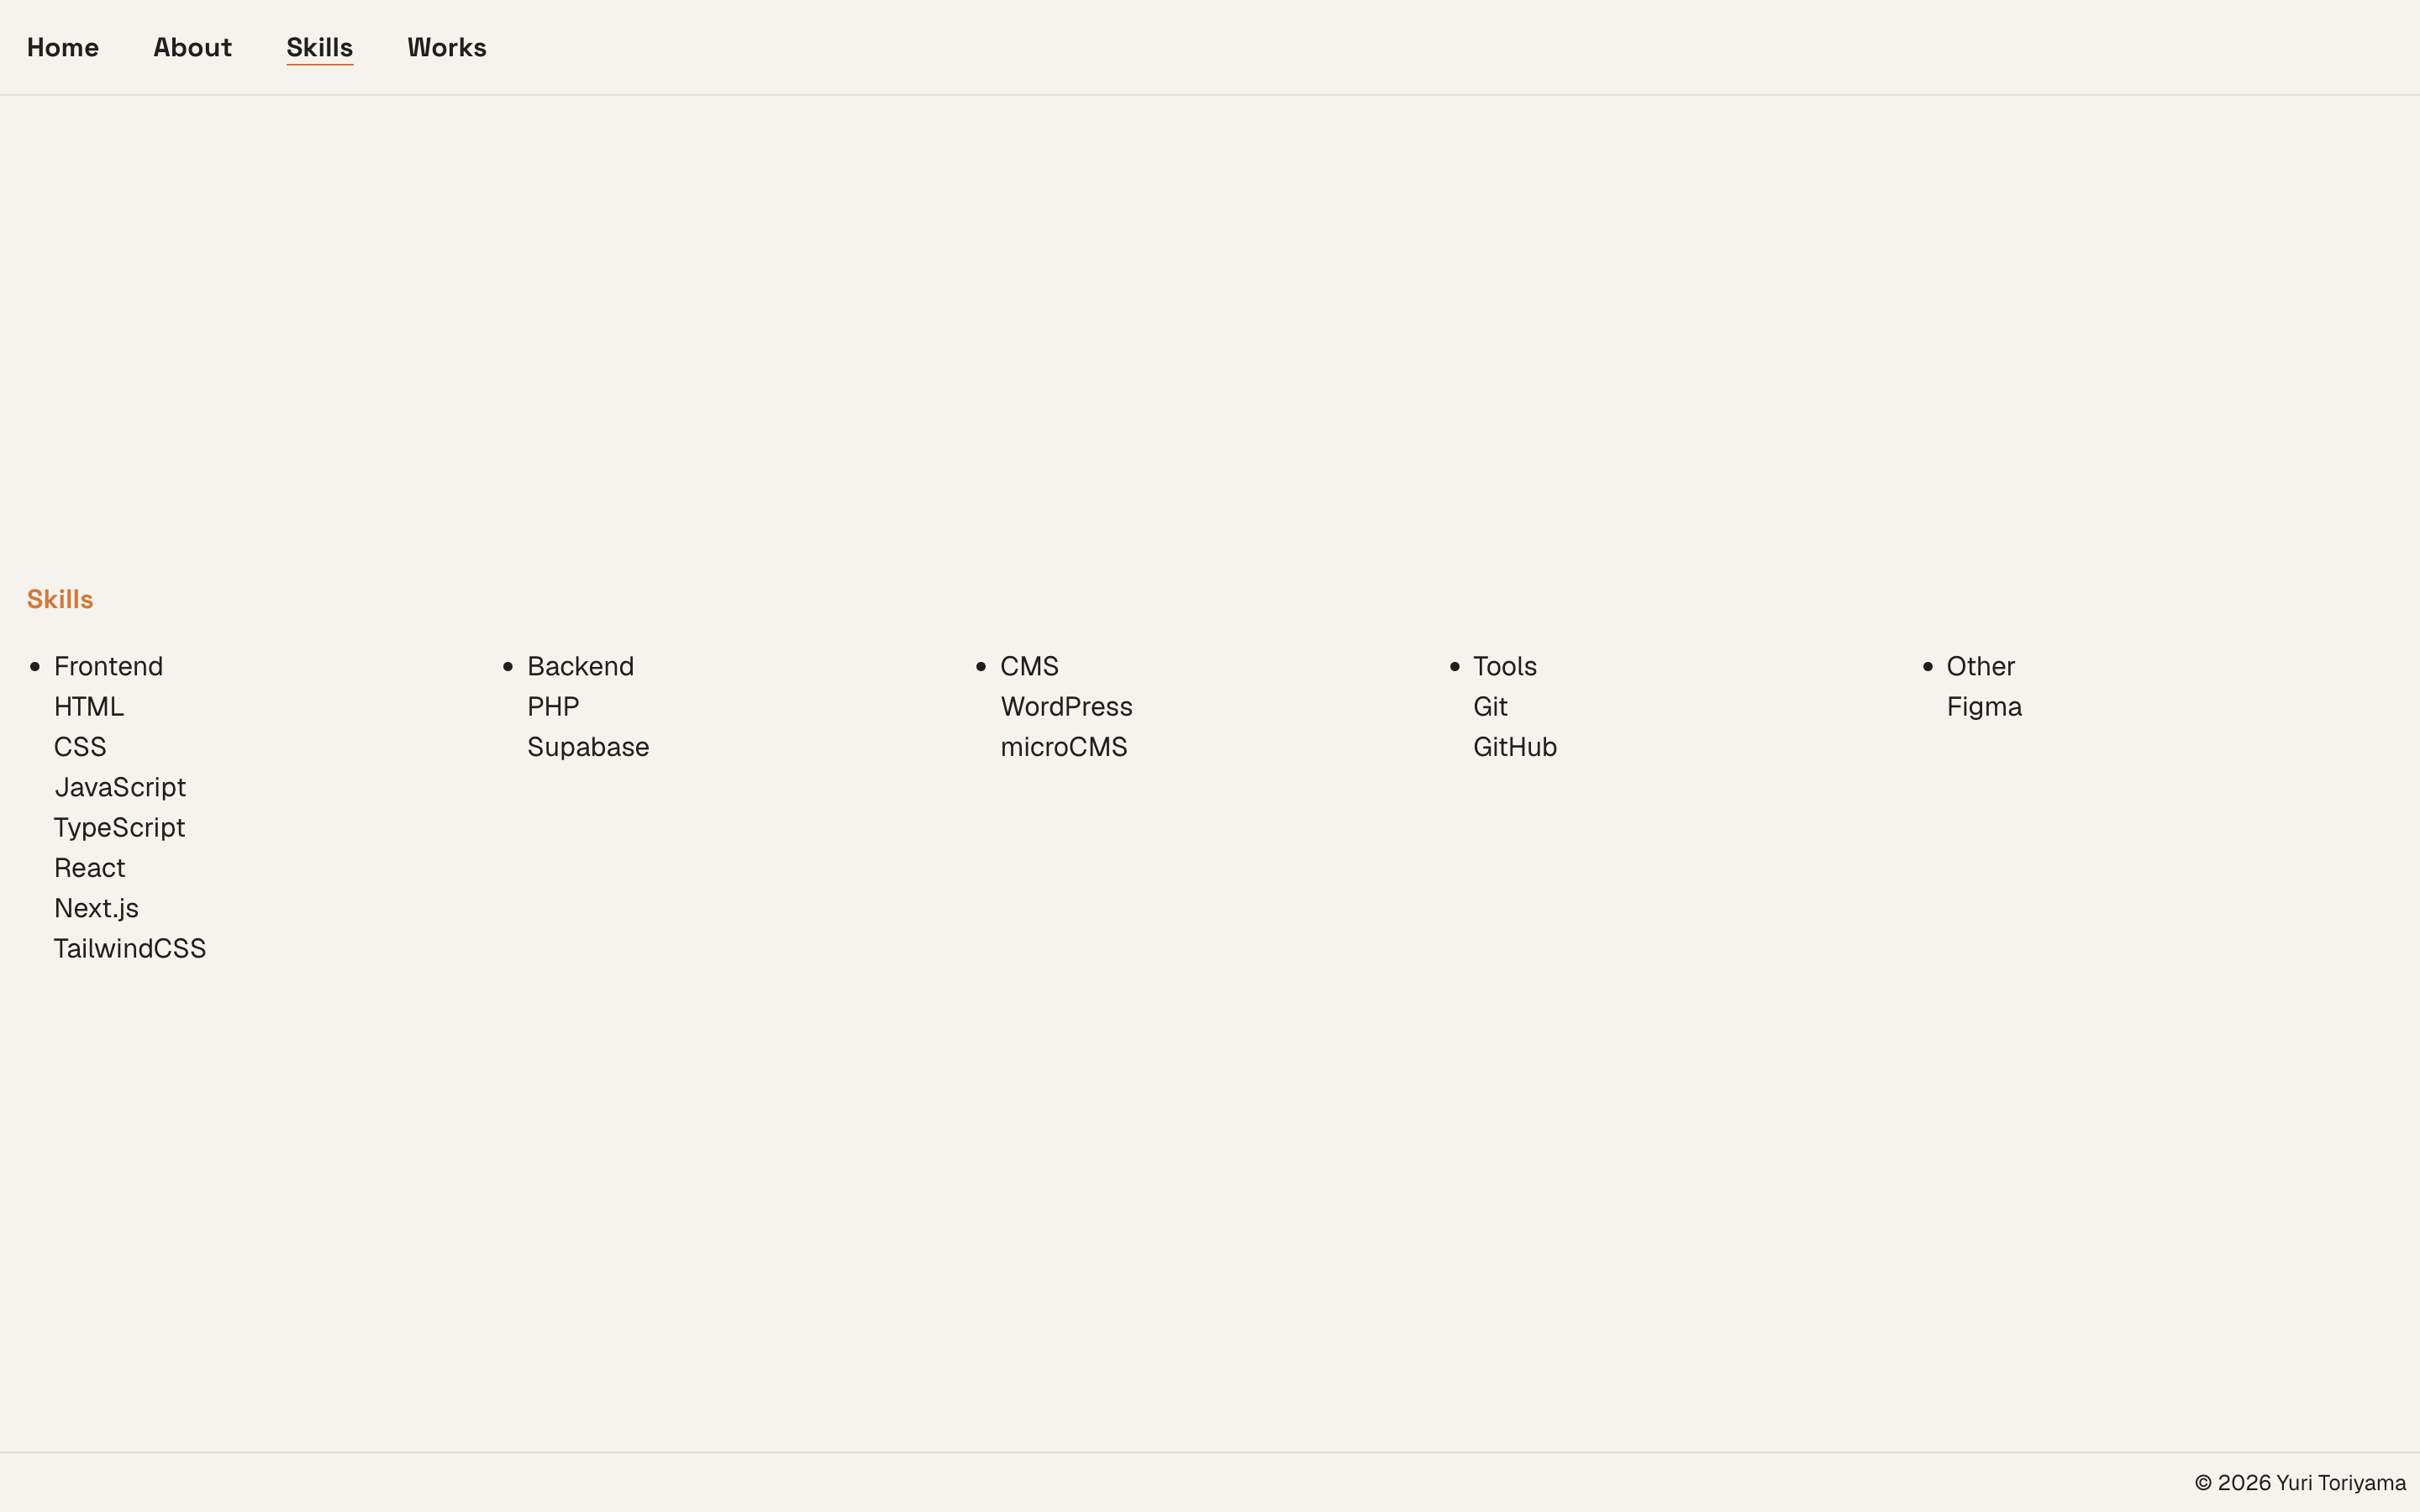 Home About Skills Works
Skills
• Frontend
HTML
CSS
JavaScript
TypeScript
React
Next.js
TailwindCSS
• Backend
PHP
Supabase
• CMS
WordPress
microCMS
• Tools
Git
GitHub
• Other
Figma
© 2026 Yuri Toriyama